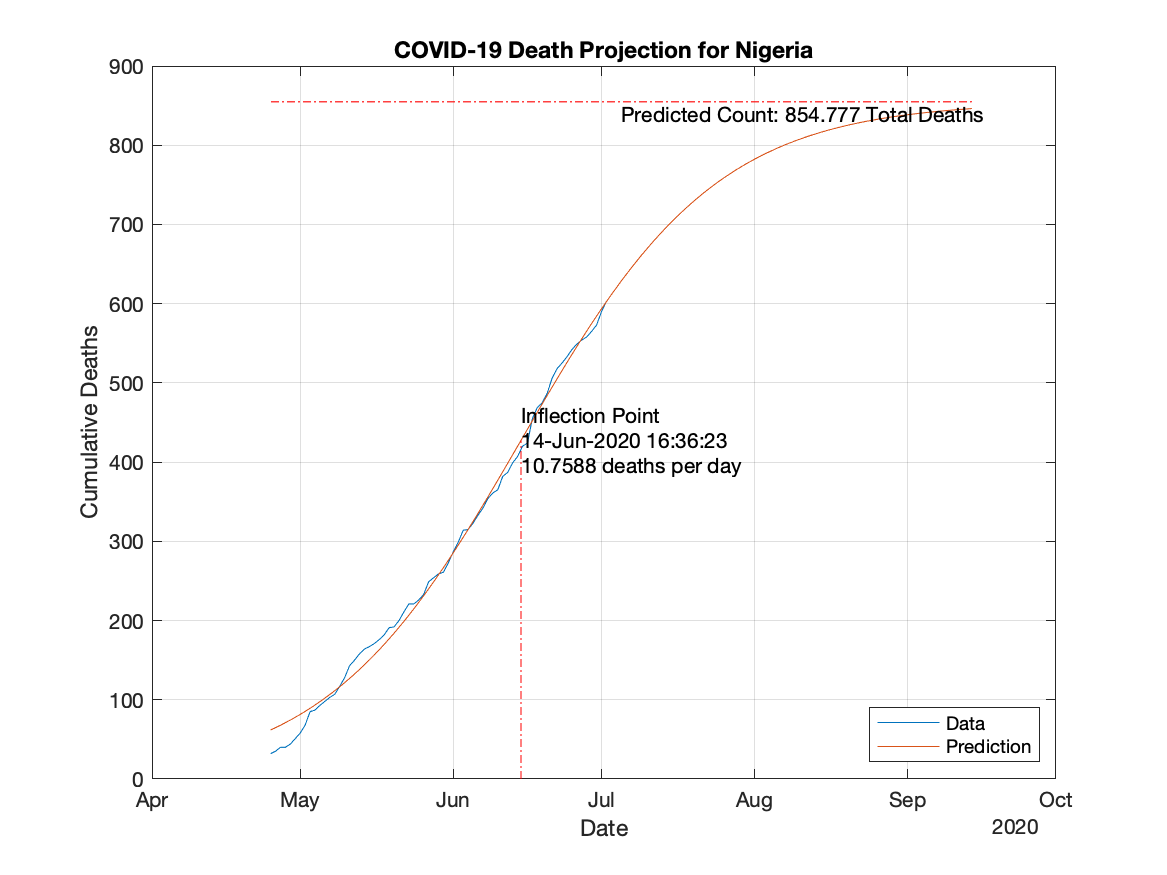 COVID-19 Death Projection for Nigeria
900
800
700
600
500
400
300
200
100
0
Cumulative Deaths
Predicted Count: 854.777 Total Deaths
Inflection Point
14-Jun-2020 16:36:23
10.7588 deaths per day
Data
Prediction
Apr May Jun Jul Aug Sep Oct
Date
2020